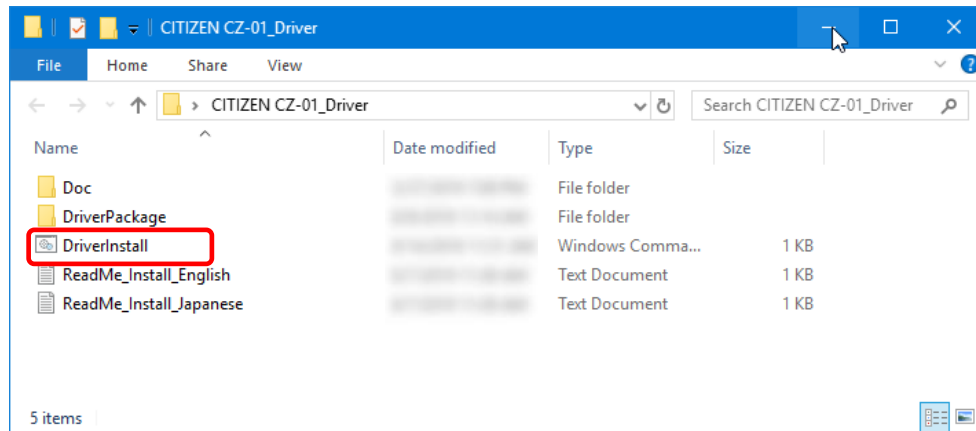 CITIZEN CZ-01_Driver
File Home Share View
CITIZEN CZ-01_Driver Search CITIZEN CZ-01_Driver
Name Date modified Type Size
Doc File folder
DriverPackage File folder
DriverInstall Windows Comma... 1 KB
ReadMe_Install_English Text Document 1 KB
ReadMe_Install_Japanese Text Document 1 KB
5 items